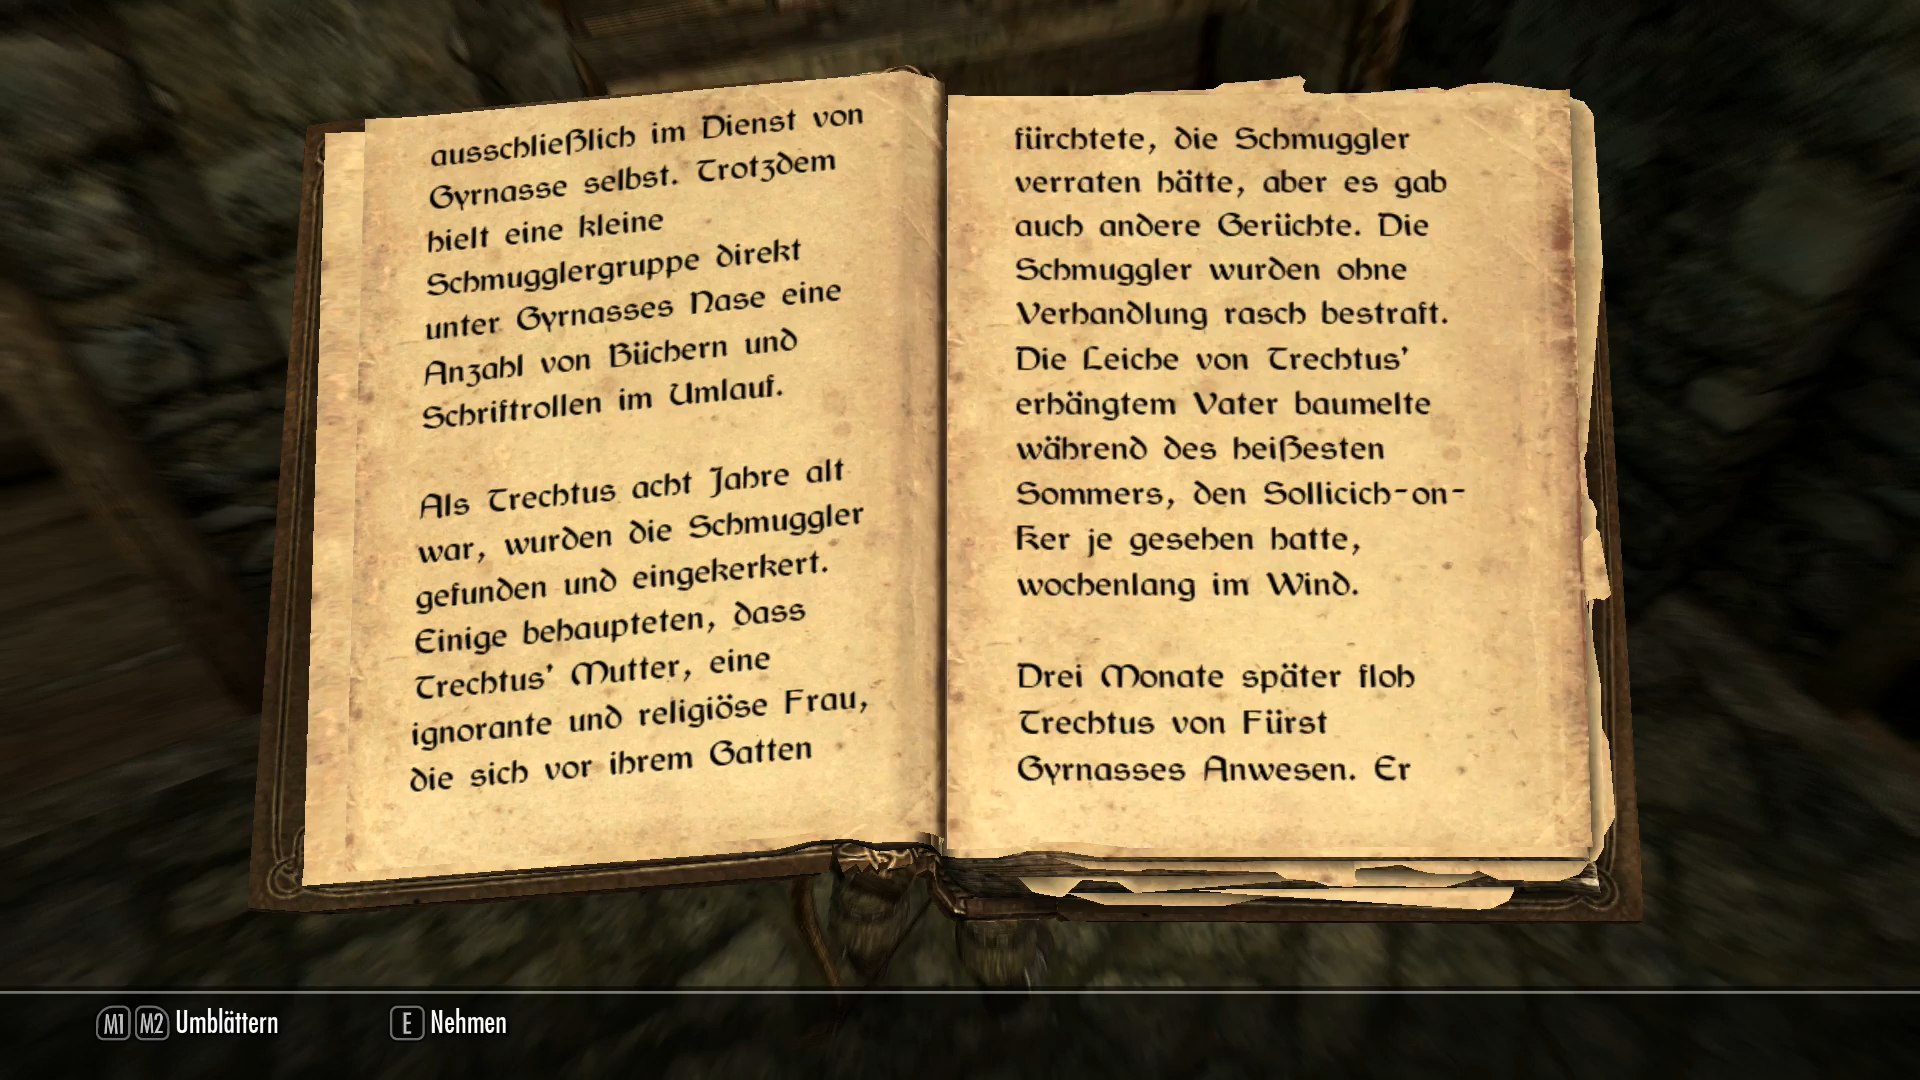 ausschließlich im Dienst von
Gyrnasse selbst. Trotzdem
hielt eine kleine
Schmugglergruppe direkt
unter Gyrnasses Nase eine
Anzahl von Büchern und
Schriftrollen im Umlauf.
Als Trechtus acht Jahre alt
war, wurden die Schmuggler
gefunden und eingekerkert.
Einige behaupteten, dass
Trechtus' Mutter, eine
ignorante und religiöse Frau,
die sich vor ihrem Gatten
fürchtete, die Schmuggler
verraten hätte, aber es gab
auch andere Gerüchte. Die
Schmuggler wurden ohne
Verhandlung rasch bestraft.
Die Leiche von Trechtus'
erhängtem Vater baumelte
während des heißesten
Sommers, den Sollicich-on-
Ker je gesehen hatte,
wochenlang im Wind.
Drei Monate später floh
Trechtus von Fürst
Gyrnasses Anwesen. Er
M1 M2 Umblättern
E Nehmen